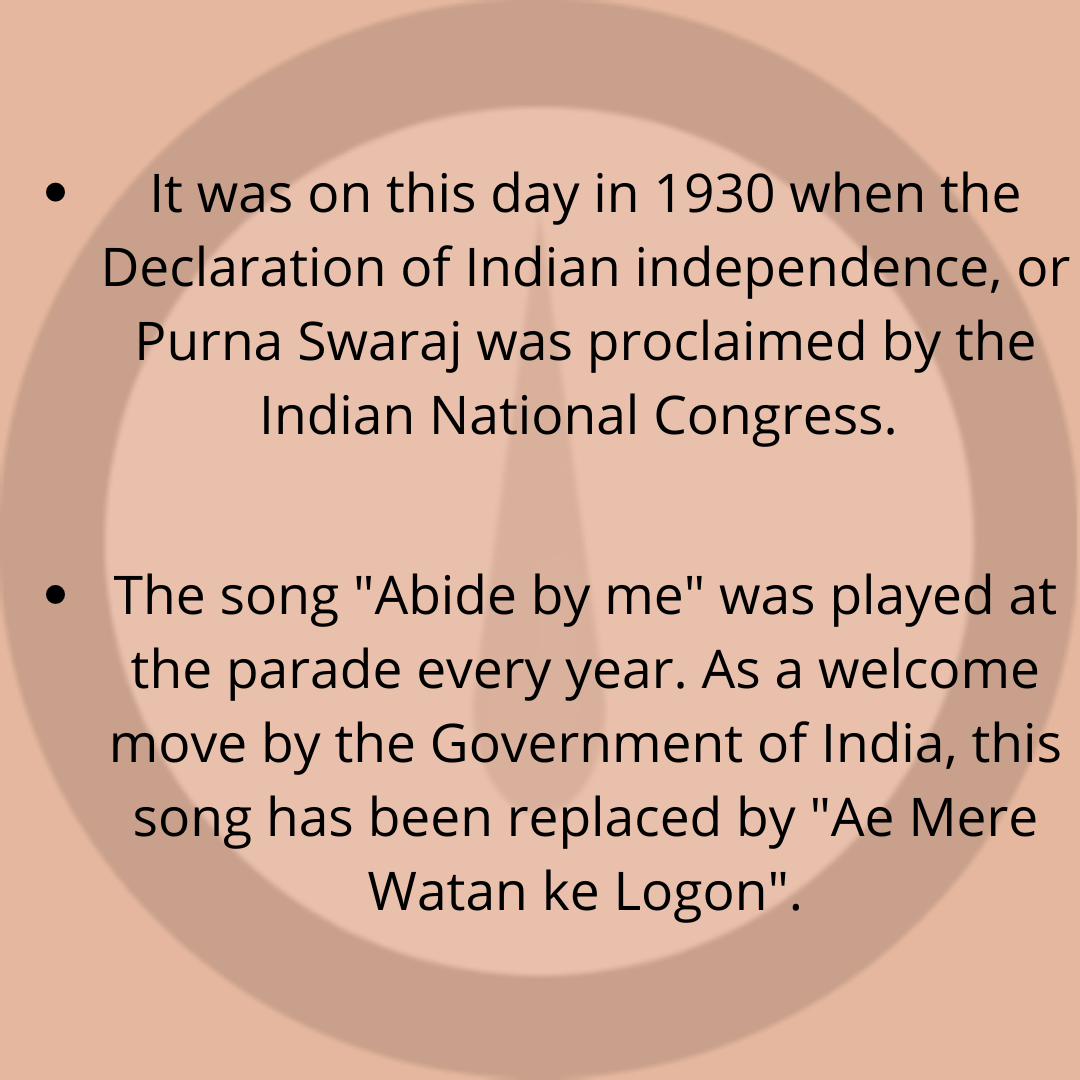 • It was on this day in 1930 when the
Declaration of Indian independence, or
Purna Swaraj was proclaimed by the
Indian National Congress.
• The song "Abide by me" was played at
the parade every year. As a welcome
move by the Government of India, this
song has been replaced by "Ae Mere
Watan ke Logon".